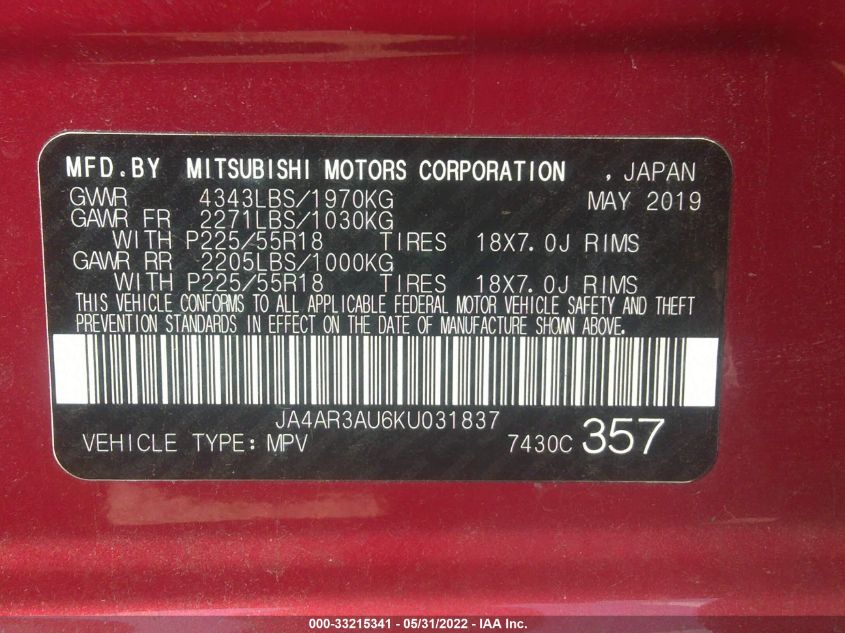 MFD.BY MITSUBISHI MOTORS CORPORATION , JAPAN
GVWR 4343LBS/1970KG MAY 2019
GAWR FR 2271LBS/1030KG
WITH P225/55R18 TIRES 18X7.0J RIMS
GAWR RR 2205LBS/1000KG
WITH P225/55R18 TIRES 18X7.0J RIMS
THIS VEHICLE CONFORMS TO ALL APPLICABLE FEDERAL MOTOR VEHICLE SAFETY AND THEFT
PREVENTION STANDARDS IN EFFECT ON THE DATE OF MANUFACTURE SHOWN ABOVE.
JA4AR3AU6KU031837
VEHICLE TYPE: MPV 7430C 357
000-33215341 - 05/31/2022 - IAA Inc.